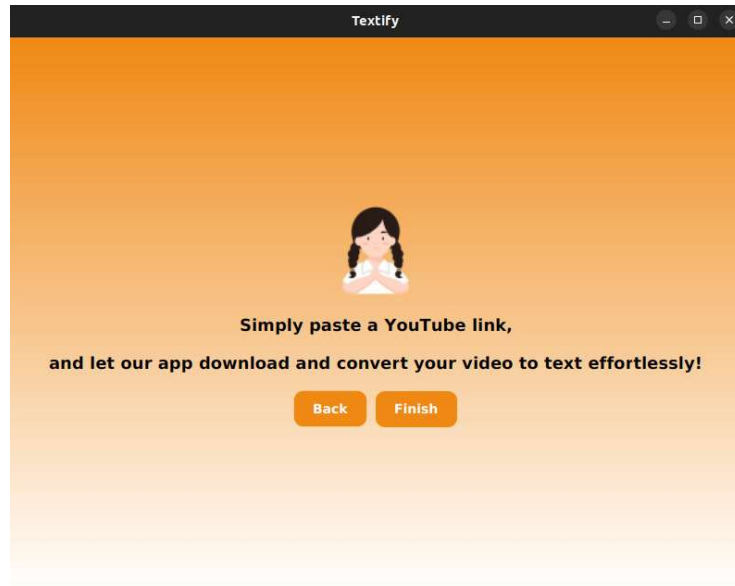 Textify
Simply paste a YouTube link,
and let our app download and convert your video to text effortlessly!
Back Finish